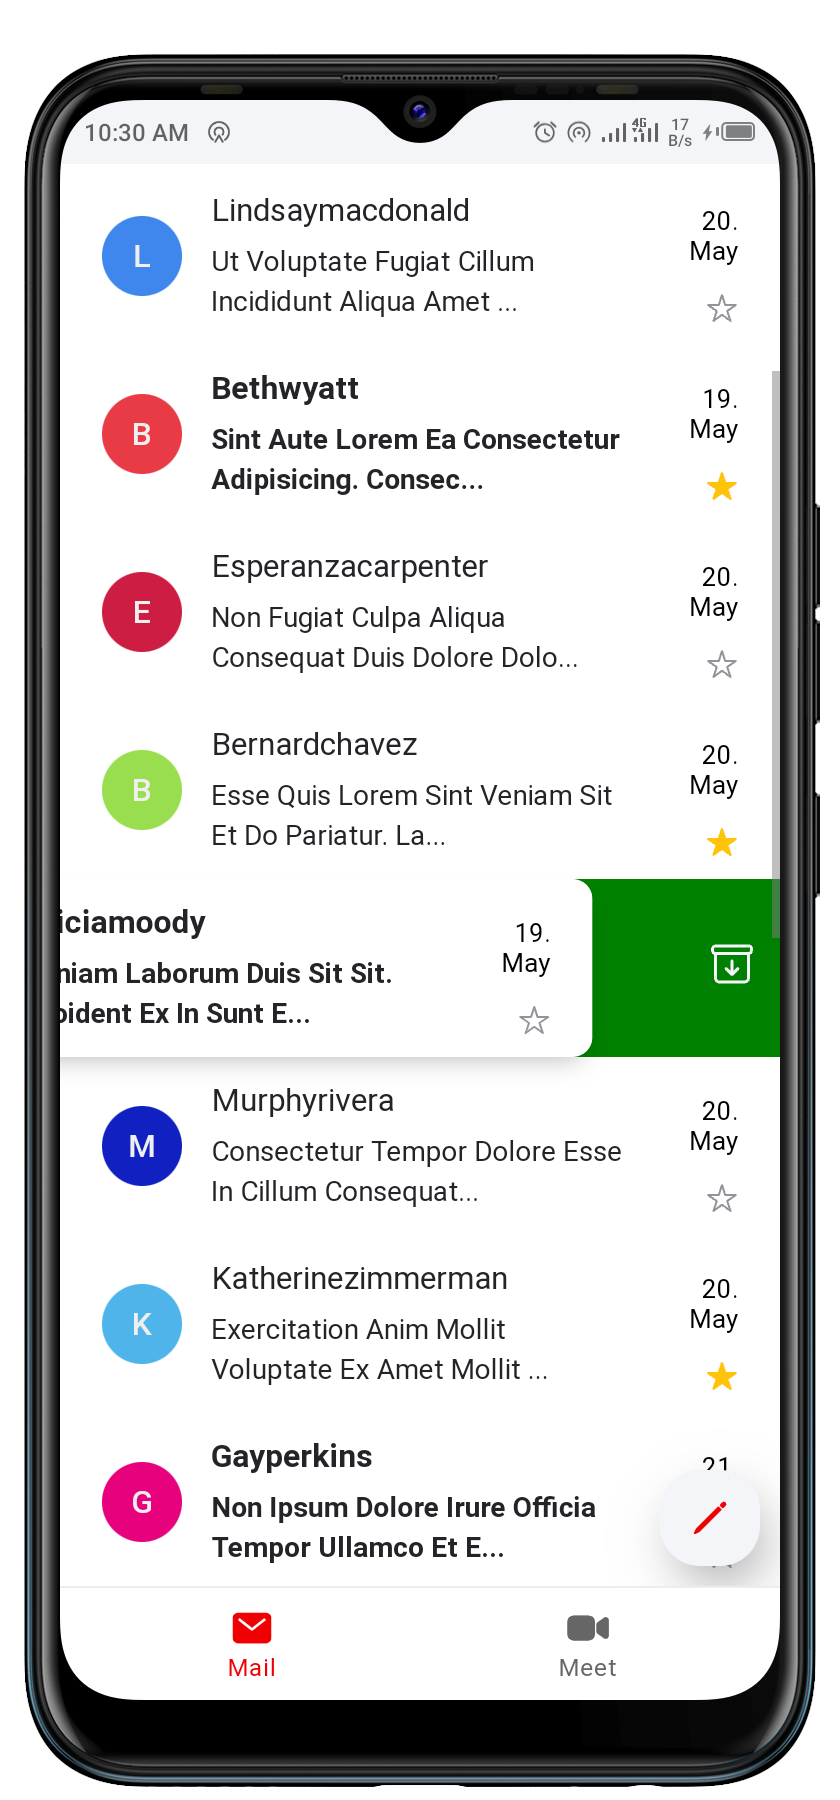 10:30 AM
4G
17
B/s
Lindsaymacdonald
20.
May
L
Ut Voluptate Fugiat Cillum
Incididunt Aliqua Amet ...
Bethwyatt
19.
May
B
Sint Aute Lorem Ea Consectetur
Adipisicing. Consec...
Esperanzacarpenter
20.
May
E
Non Fugiat Culpa Aliqua
Consequat Duis Dolore Dolo...
Bernardchavez
20.
May
B
Esse Quis Lorem Sint Veniam Sit
Et Do Pariatur. La...
iciamoody
19.
May
niam Laborum Duis Sit Sit.
oident Ex In Sunt E...
Murphyrivera
20.
May
M
Consectetur Tempor Dolore Esse
In Cillum Consequat...
Katherinezimmerman
20.
May
K
Exercitation Anim Mollit
Voluptate Ex Amet Mollit ...
Gayperkins
21.
G
Non Ipsum Dolore Irure Officia
Tempor Ullamco Et E...
Mail
Meet